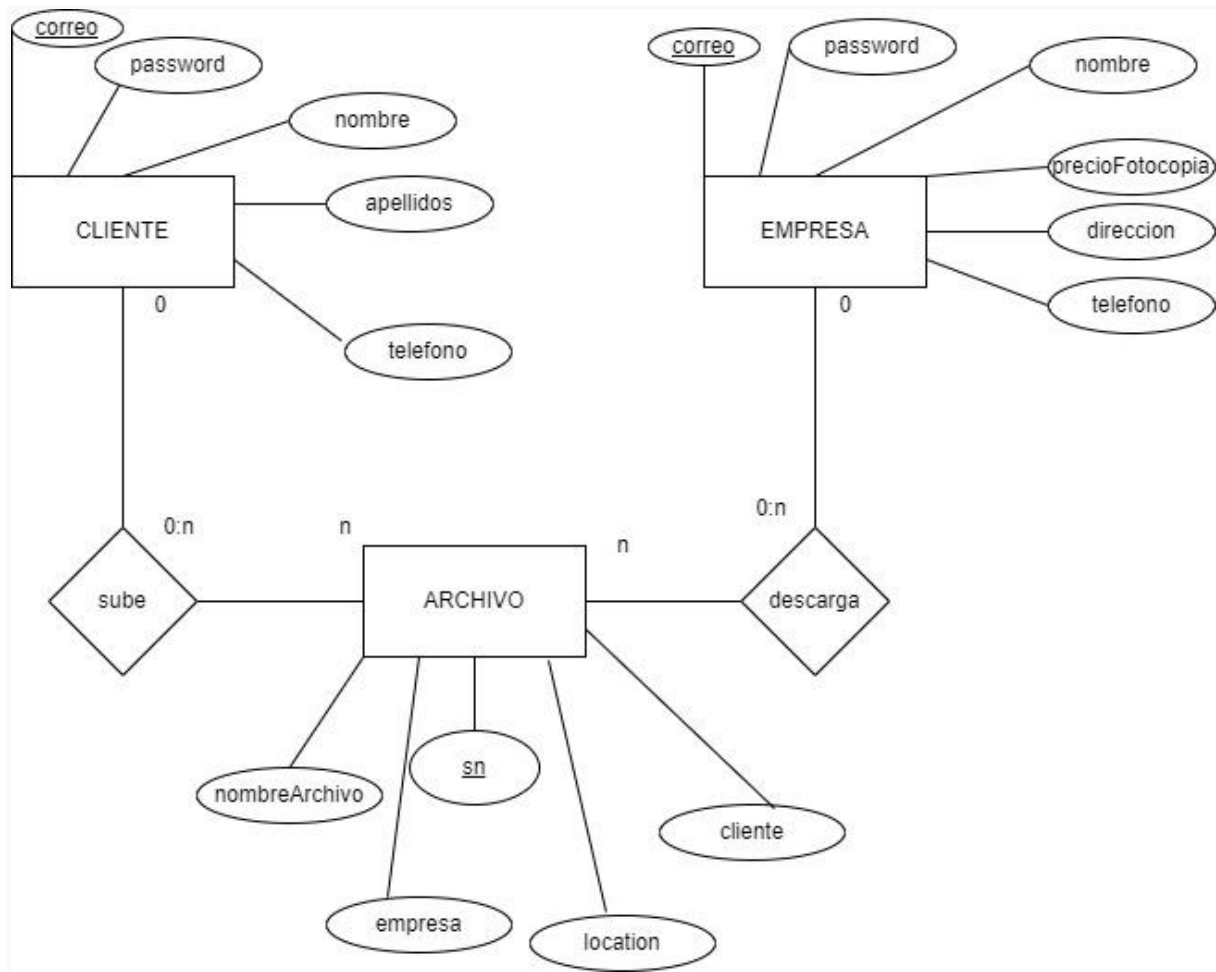 correo
password
nombre
apellidos
CLIENTE
telefono
0
correo
password
nombre
precioFotocopia
EMPRESA
direccion
telefono
0
0:n
n
sube
ARCHIVO
n
0:n
descarga
nombreArchivo
sn
cliente
empresa
location